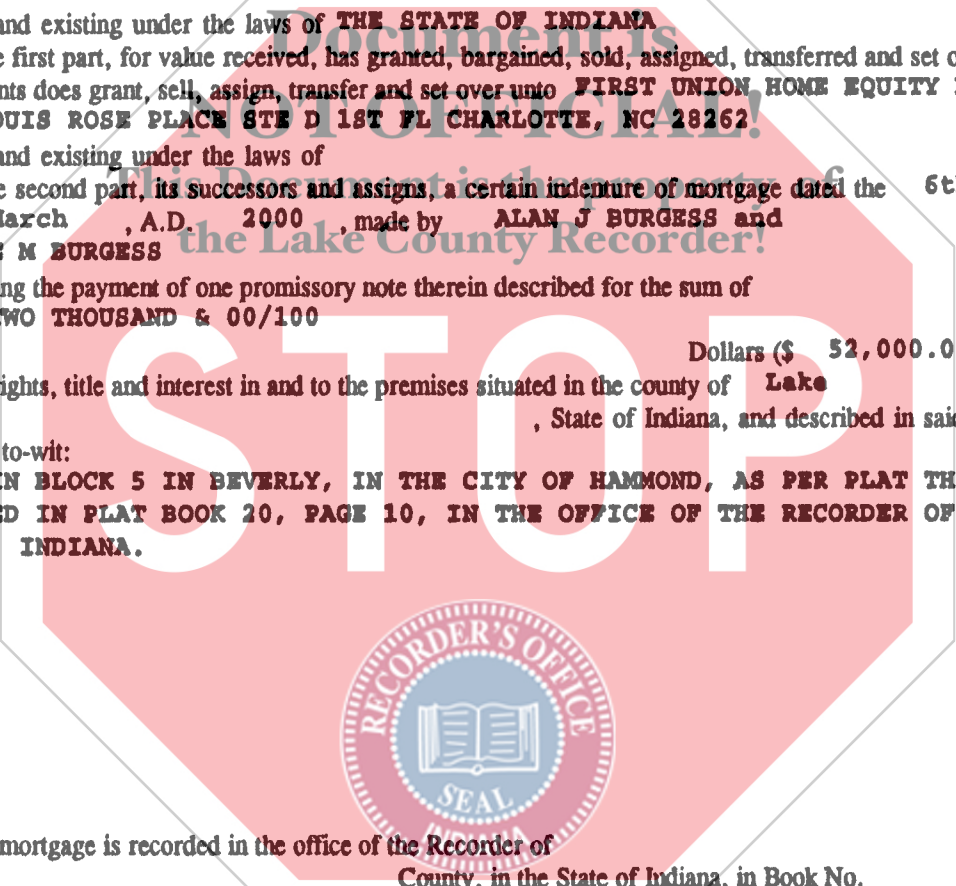 and existing under the laws of THE STATE OF INDIANA
Document is
first part, for value received, has granted, bargained, sold, assigned, transferred and set
does grant, sell, assign, transfer and set over unto FIRST UNION HOME EQUITY
NOT OFFICIAL!
ROSE PLACE STE D 1ST FL CHARLOTTE, NC 28262
and existing under the laws of
This Document is the property of
second part, its successors and assigns, a certain indenture of mortgage dated the 6t
March , A.D. 2000 , made by ALAN J BURGESS and
the Lake County Recorder!
M BURGESS
the payment of one promissory note therein described for the sum of
THOUSAND & 00/100
Dollars ($ 52,000.0
title and interest in and to the premises situated in the county of Lake
, State of Indiana, and described in said
to-wit:
IN BLOCK 5 IN BEVERLY, IN THE CITY OF HAMMOND, AS PER PLAT TH
IN PLAT BOOK 20, PAGE 10, IN THE OFFICE OF THE RECORDER OF
INDIANA.
STOP
RECORDER'S OFFICE
SEAL
INDIANA
mortgage is recorded in the office of the Recorder of
County, in the State of Indiana, in Book No.